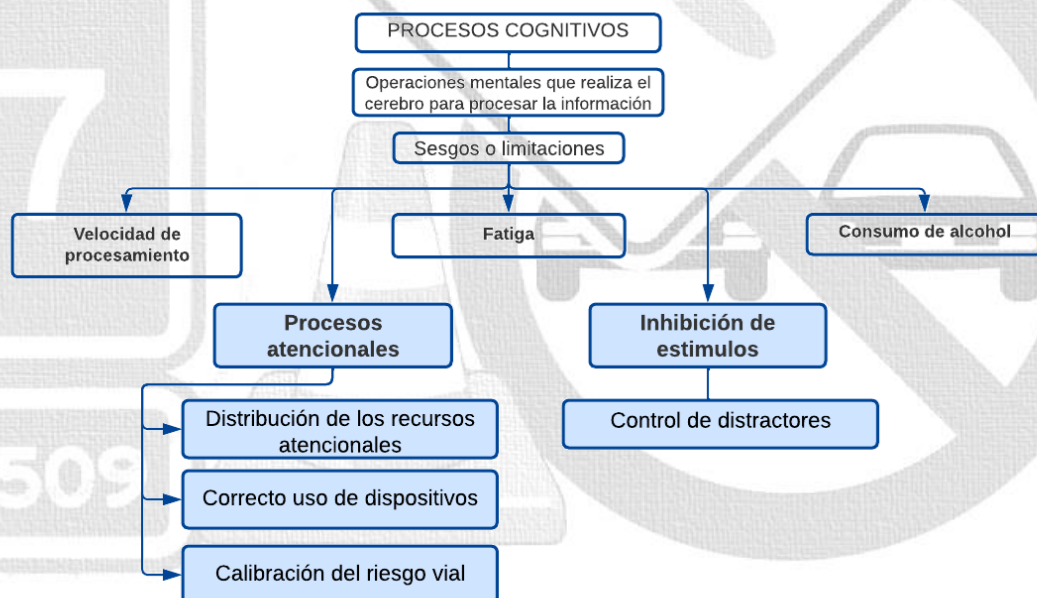 PROCESOS COGNITIVOS
Operaciones mentales que realiza el
cerebro para procesar la información
Sesgos o limitaciones
Velocidad de
procesamiento
Fatiga
Consumo de alcohol
Procesos
atencionales
Inhibición de
estimulos
Distribución de los recursos
atencionales
Control de distractores
Correcto uso de dispositivos
Calibración del riesgo vial
7
509